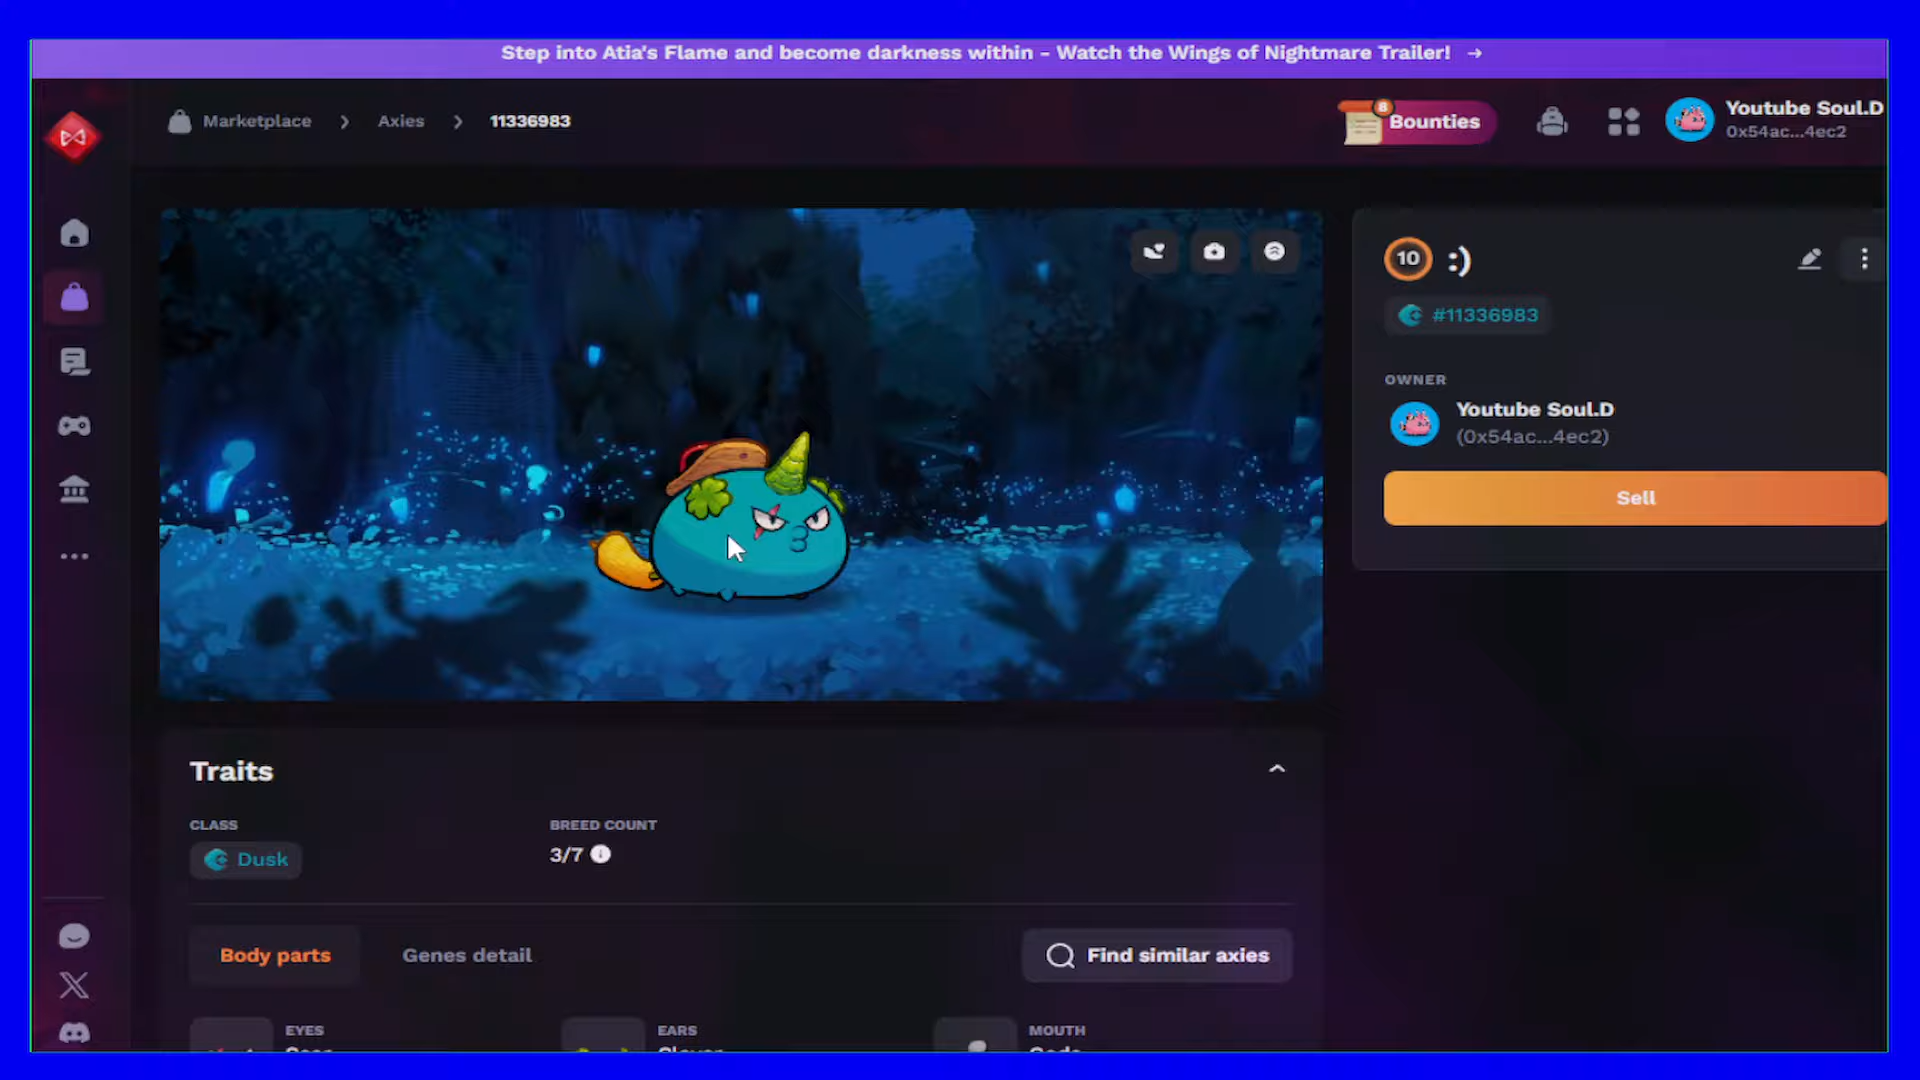 Step into Atia's Flame and become darkness within - Watch the Wings of Nightmare Trailer! →
Marketplace > Axies > 11336983
8
Bounties
Youtube Soul.D
0x54ac...4ec2
10 :)
#11336983
OWNER
Youtube Soul.D
(0x54ac...4ec2)
Sell
Traits
CLASS
BREED COUNT
Dusk
3/7
Body parts
Genes detail
Find similar axies
EYES
EARS
MOUTH